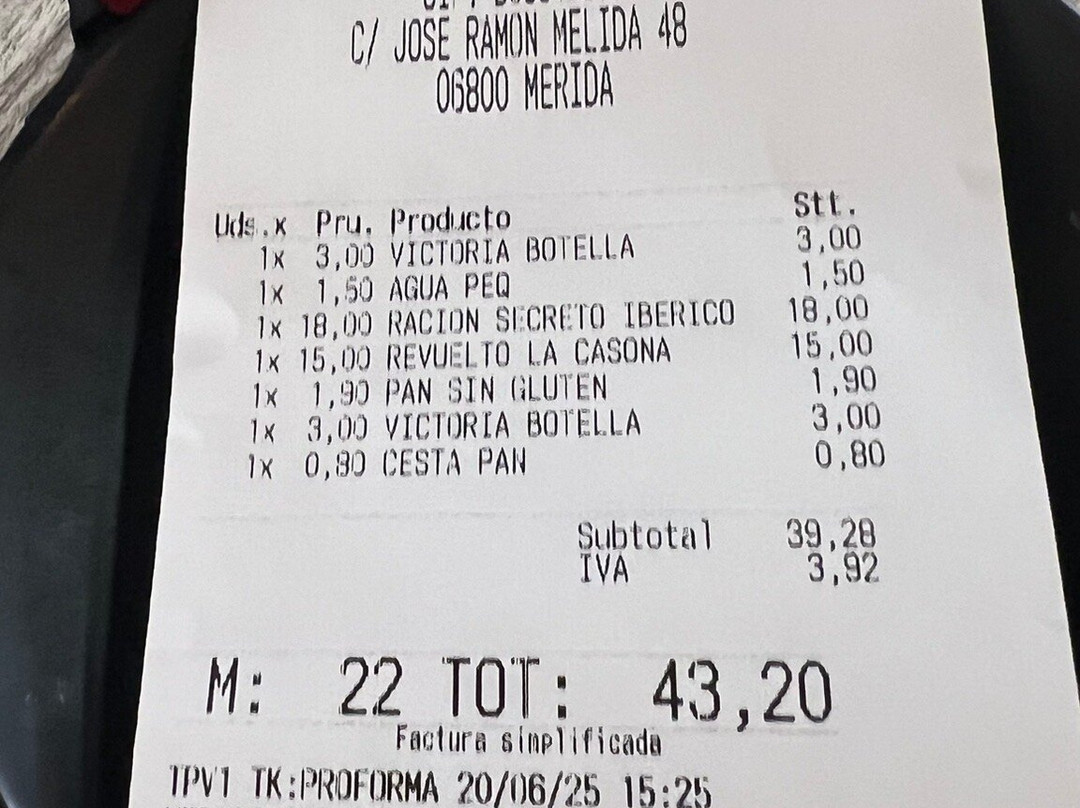 C/ JOSE RAMON MELIDA 48
06800 MERIDA
Uds.x Pru. Producto Stt.
1x 3,00 VICTORIA BOTELLA 3,00
1x 1,50 AGUA PEQ 1,50
1x 18,00 RACION SECRETO IBERICO 18,00
1x 15,00 REVUELTO LA CASONA 15,00
1x 1,90 PAN SIN GLUTEN 1,90
1x 3,00 VICTORIA BOTELLA 3,00
1x 0,80 CESTA PAN 0,80
Subtotal 39,28
IVA 3,92
M: 22 TOT: 43,20
Factura simplificada
TPV1 TK:PROFORMA 20/06/25 15:25